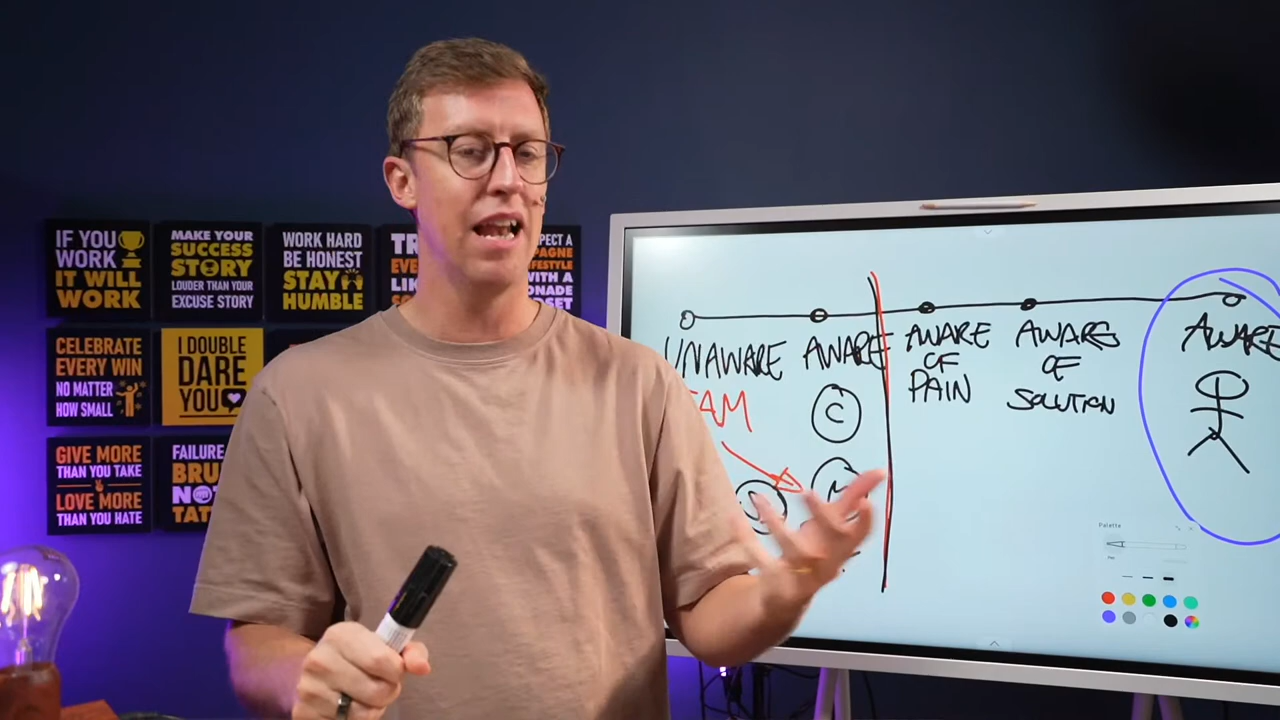 IF YOU
WORK
IT WILL
WORK
MAKE YOUR
SUCCESS
STORY
LOUDER THAN YOUR
EXCUSE STORY
WORK HARD
BE HONEST
STAY
HUMBLE
CELEBRATE
EVERY WIN
NO MATTER
HOW SMALL
I DOUBLE
DARE
YOU
GIVE MORE
THAN YOU TAKE
LOVE MORE
THAN YOU HATE
FAILURE
UNAWARE
AWARE
AWARE
OF
PAIN
AWARE
OF
SOLUTION
AWARE
C
Palette